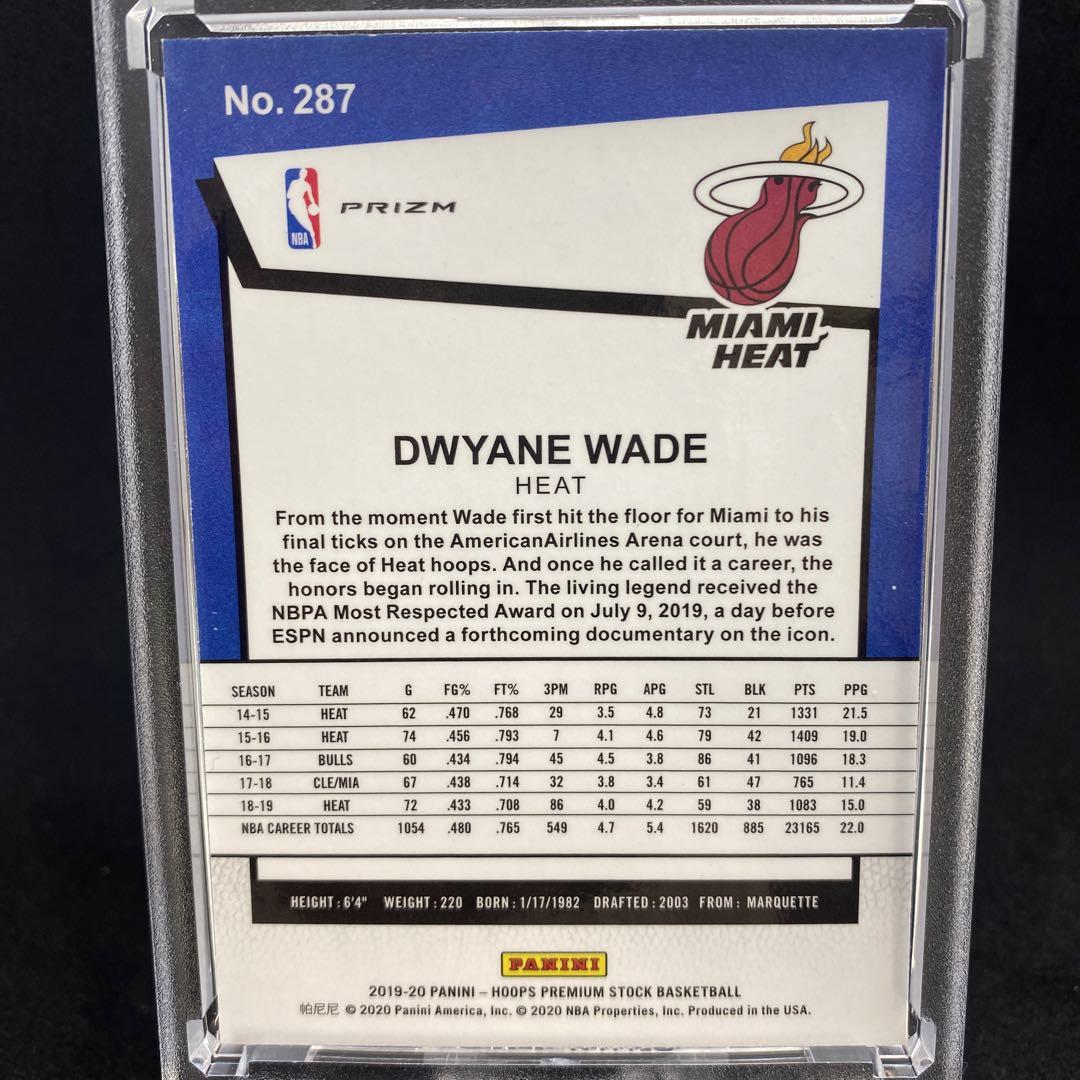 No. 287
NBA
PRIZM
MIAMI
HEAT
DWYANE WADE
HEAT
From the moment Wade first hit the floor for Miami to his
final ticks on the AmericanAirlines Arena court, he was
the face of Heat hoops. And once he called it a career, the
honors began rolling in. The living legend received the
NBPA Most Respected Award on July 9, 2019, a day before
ESPN announced a forthcoming documentary on the icon.
SEASON TEAM G FG% FT% 3PM RPG APG STL BLK PTS PPG
14-15 HEAT 62 .470 .768 29 3.5 4.8 73 21 1331 21.5
15-16 HEAT 74 .456 .793 7 4.1 4.6 79 42 1409 19.0
16-17 BULLS 60 .434 .794 45 4.5 3.8 86 41 1096 18.3
17-18 CLE/MIA 67 .438 .714 32 3.8 3.4 61 47 765 11.4
18-19 HEAT 72 .433 .708 86 4.0 4.2 59 38 1083 15.0
NBA CAREER TOTALS 1054 .480 .765 549 4.7 5.4 1620 885 23165 22.0
HEIGHT : 6'4" WEIGHT : 220 BORN : 1/17/1982 DRAFTED : 2003 FROM : MARQUETTE
PANINI
2019-20 PANINI – HOOPS PREMIUM STOCK BASKETBALL
帕尼尼 © 2020 Panini America, Inc. © 2020 NBA Properties, Inc. Produced in the USA.